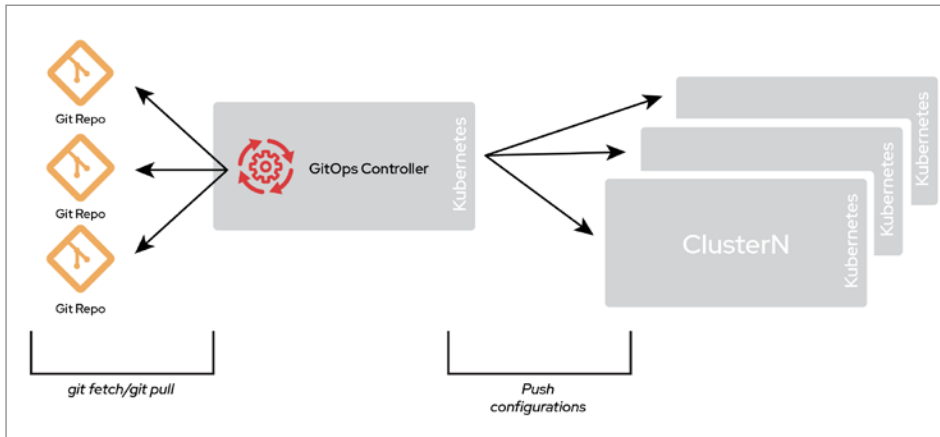 Git Repo
Git Repo
Git Repo
GitOps Controller
Kubernetes
Kubernetes
Kubernetes
ClusterN
Kubernetes
git fetch/git pull
Push
configurations